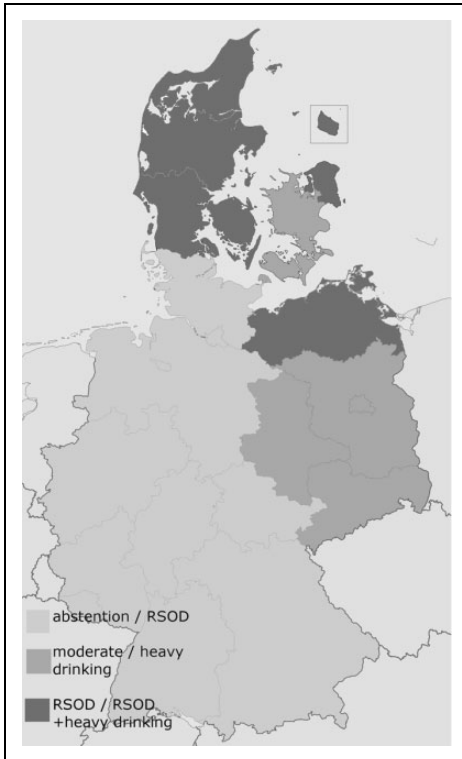 abstention / RSOD
moderate / heavy
drinking
RSOD / RSOD
+heavy drinking